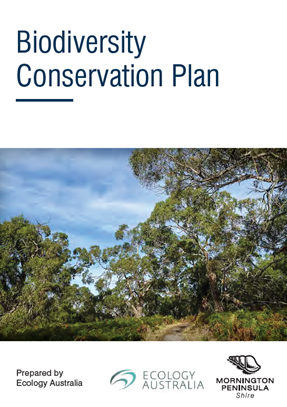 Biodiversity
Conservation Plan
Prepared by
Ecology Australia
ECOLOGY
AUSTRALIA
MORNINGTON
PENINSULA
Shire